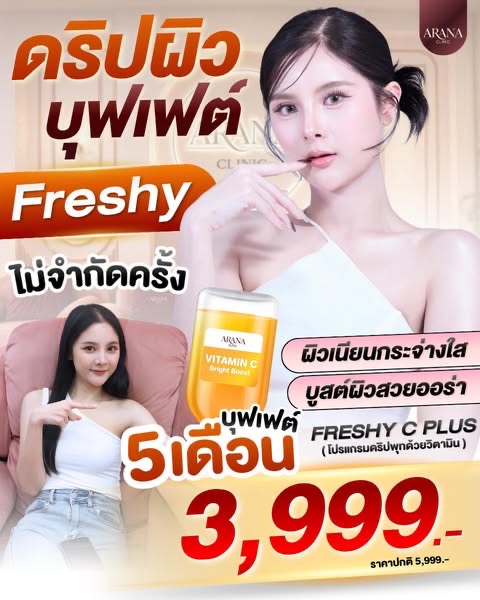 ARANA
CLINIC
ดริปผิว
บุฟเฟต์
ARANA
CLINIC
Freshy
ไม่จำกัดครั้ง
ARANA
CLINIC
VITAMIN C
Bright Boost
ผิวเนียนกระจ่างใส
บูสต์ผิวสวยออร่า
บุฟเฟต์
5เดือน
FRESHY C PLUS
(โปรแกรมดริปพุทด้วยวิตามิน)
3,999.-
ราคาปกติ 5,999.-